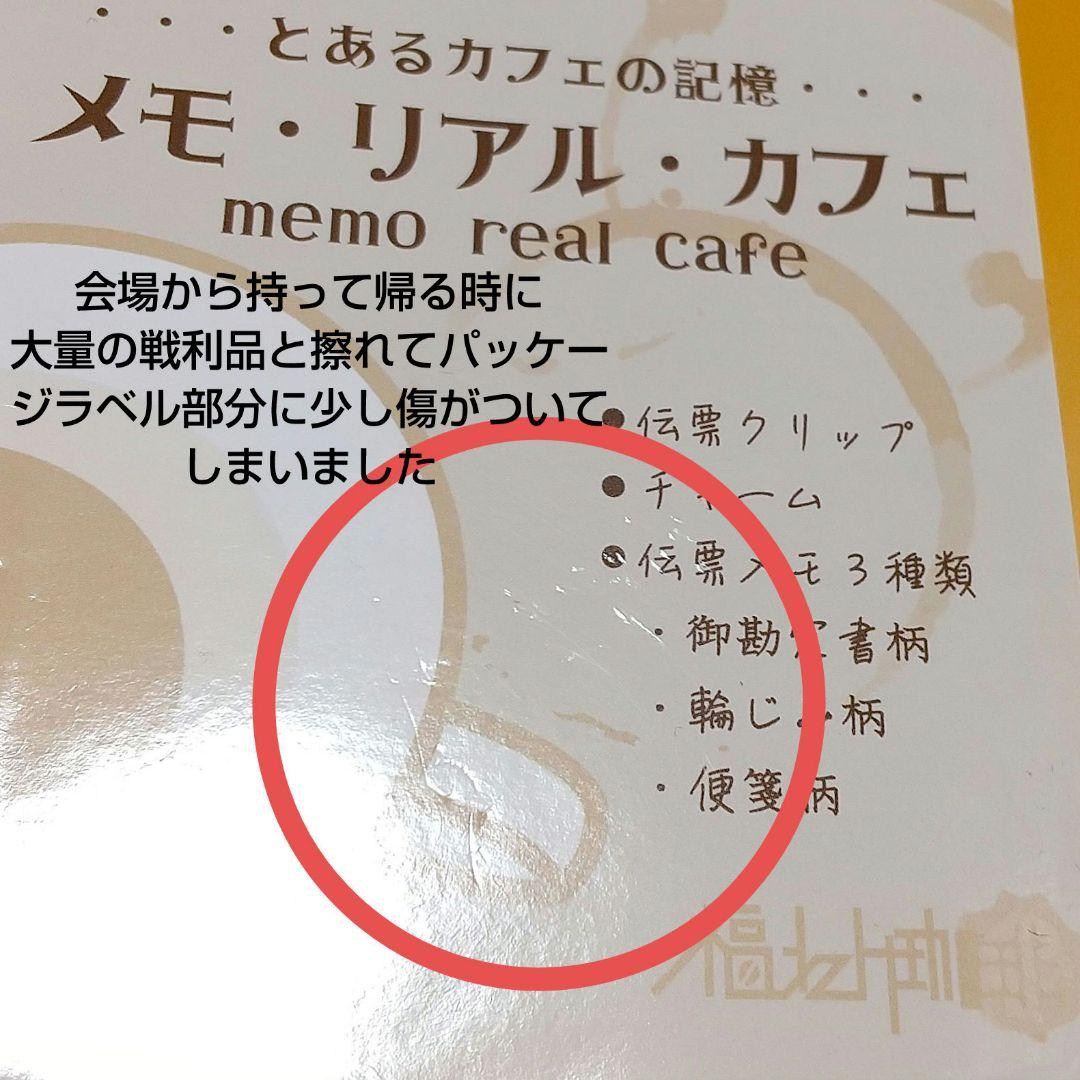 ・・・とあるカフェの記憶・・・
メモ・リアル・カフェ
memo real cafe
会場から持って帰る時に
大量の戦利品と擦れてパッケー
ジラベル部分に少し傷がついて
しまいました
●伝票クリップ
●チャーム
●伝票メモ3種類
・御勘定書柄
・輪じみ柄
・便箋柄